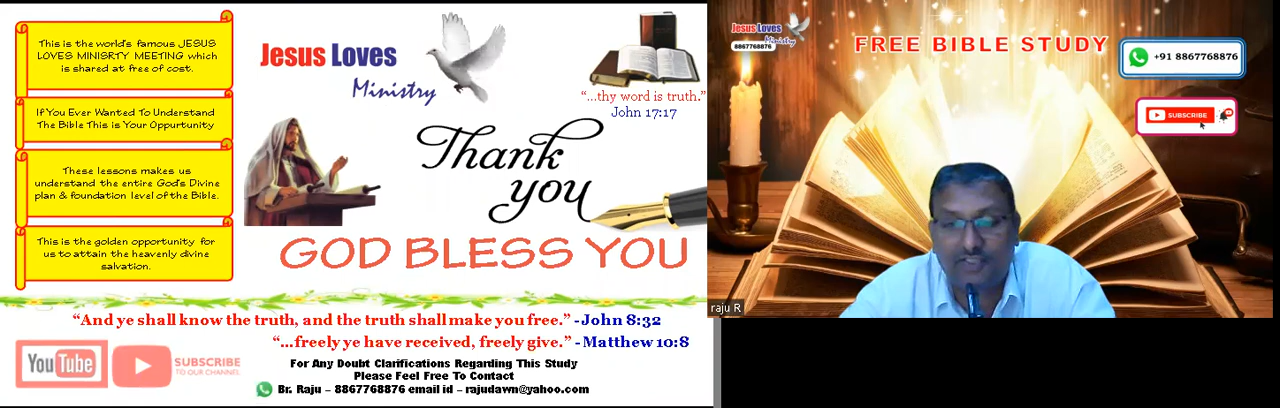 This is the world's famous JESUS
LOVES MINISRTY MEETING which
is shared at free of cost.
If You Ever Wanted To Understand
The Bible This is Your Oppurtunity
These lessons makes us
understand the entire God's Divine
plan & foundation level of the Bible.
This is the golden opportunity for
us to attain the heavenly divine
salvation.
Jesus Loves
Ministry
"...thy word is truth."
John 17:17
Thank
you
GOD BLESS YOU
"And ye shall know the truth, and the truth shall make you free." - John 8:32
"...freely ye have received, freely give." - Matthew 10:8
YouTube
SUBSCRIBE
TO OUR CHANNEL
For Any Doubt Clarifications Regarding This Study
Please Feel Free To Contact
Br. Raju – 8867768876 email id – rajudawn@yahoo.com
Jesus Loves
Ministry
8867768876
FREE BIBLE STUDY
+91 8867768876
SUBSCRIBE
raju R